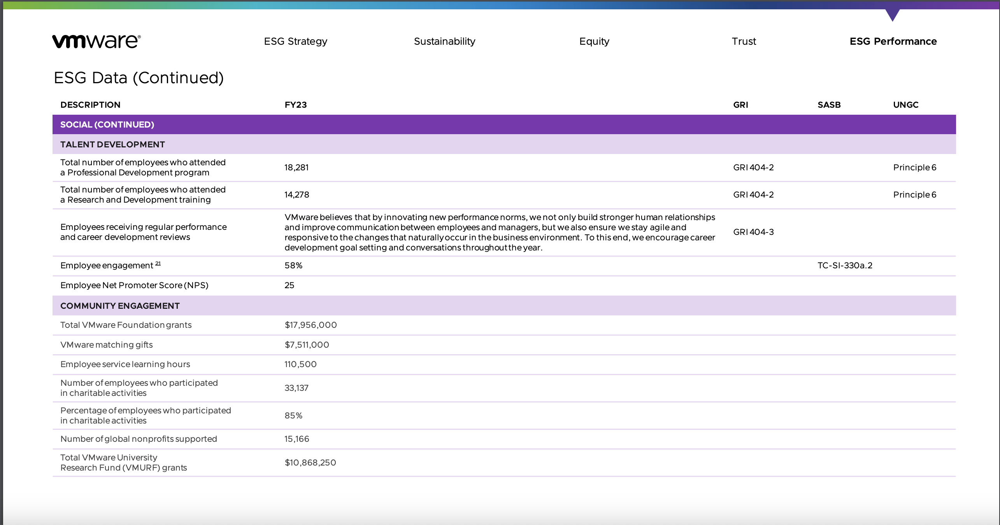 vmware®
ESG Strategy
Sustainability
Equity
Trust
ESG Performance
ESG Data (Continued)
DESCRIPTION FY23 GRI SASB UNGC
SOCIAL (CONTINUED)
TALENT DEVELOPMENT
Total number of employees who attended
a Professional Development program
18,281
GRI 404-2
Principle 6
Total number of employees who attended
a Research and Development training
14,278
GRI 404-2
Principle 6
Employees receiving regular performance
and career development reviews
VMware believes that by innovating new performance norms, we not only build stronger human relationships
and improve communication between employees and managers, but we also ensure we stay agile and
responsive to the changes that naturally occur in the business environment. To this end, we encourage career
development goal setting and conversations throughout the year.
GRI 404-3
Employee engagement 21
58%
TC-SI-330a.2
Employee Net Promoter Score (NPS)
25
COMMUNITY ENGAGEMENT
Total VMware Foundation grants
$17,956,000
VMware matching gifts
$7,511,000
Employee service learning hours
110,500
Number of employees who participated
in charitable activities
33,137
Percentage of employees who participated
in charitable activities
85%
Number of global nonprofits supported
15,166
Total VMware University
Research Fund (VMURF) grants
$10,868,250